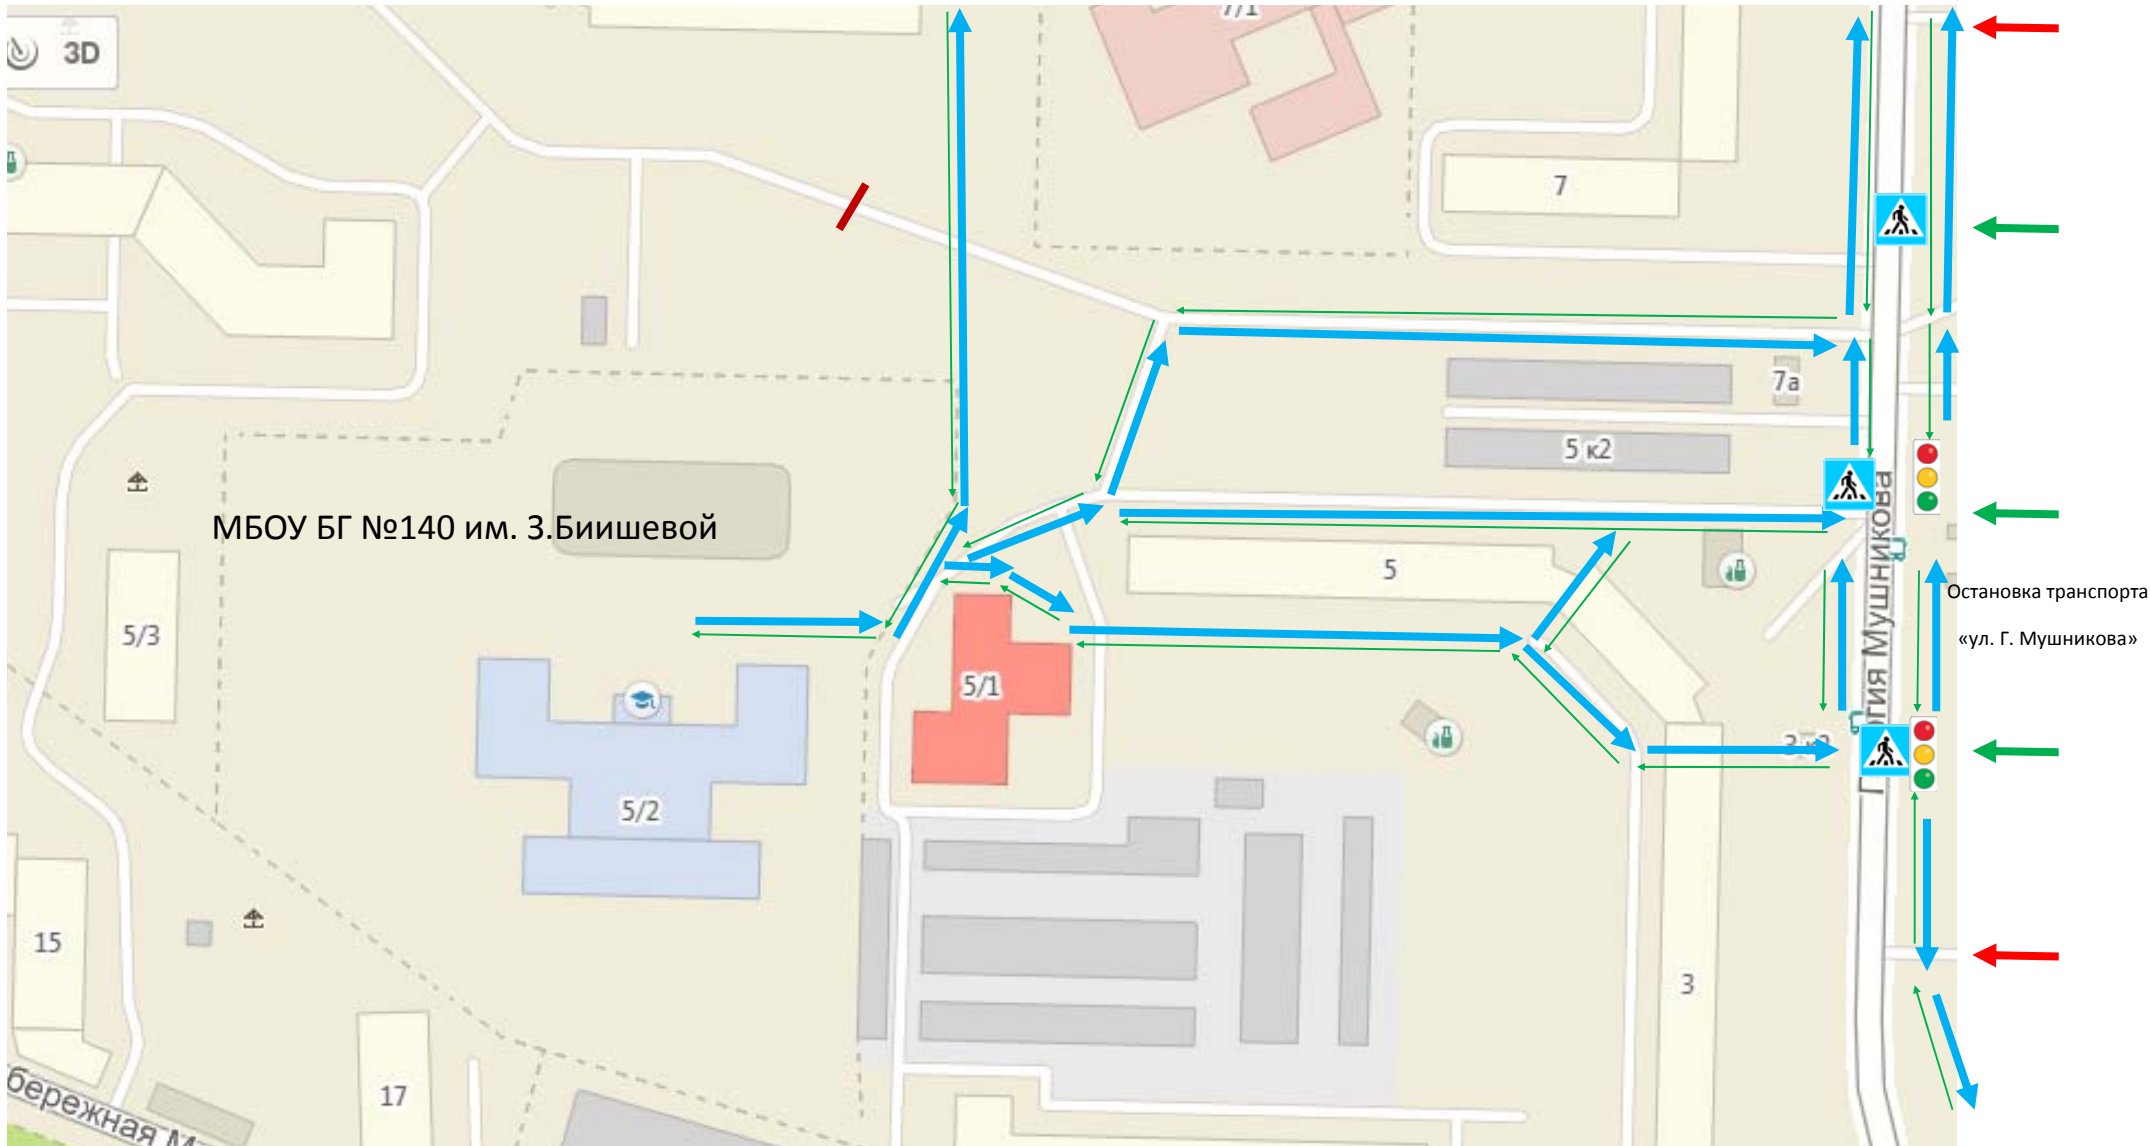 7/1
3D
7
7а
5 к2
МБОУ БГ №140 им. З.Биишевой
5
Остановка транспорта
5/3
«ул. Г. Мушникова»
5/1
5/2
15
3
17
Мушникова